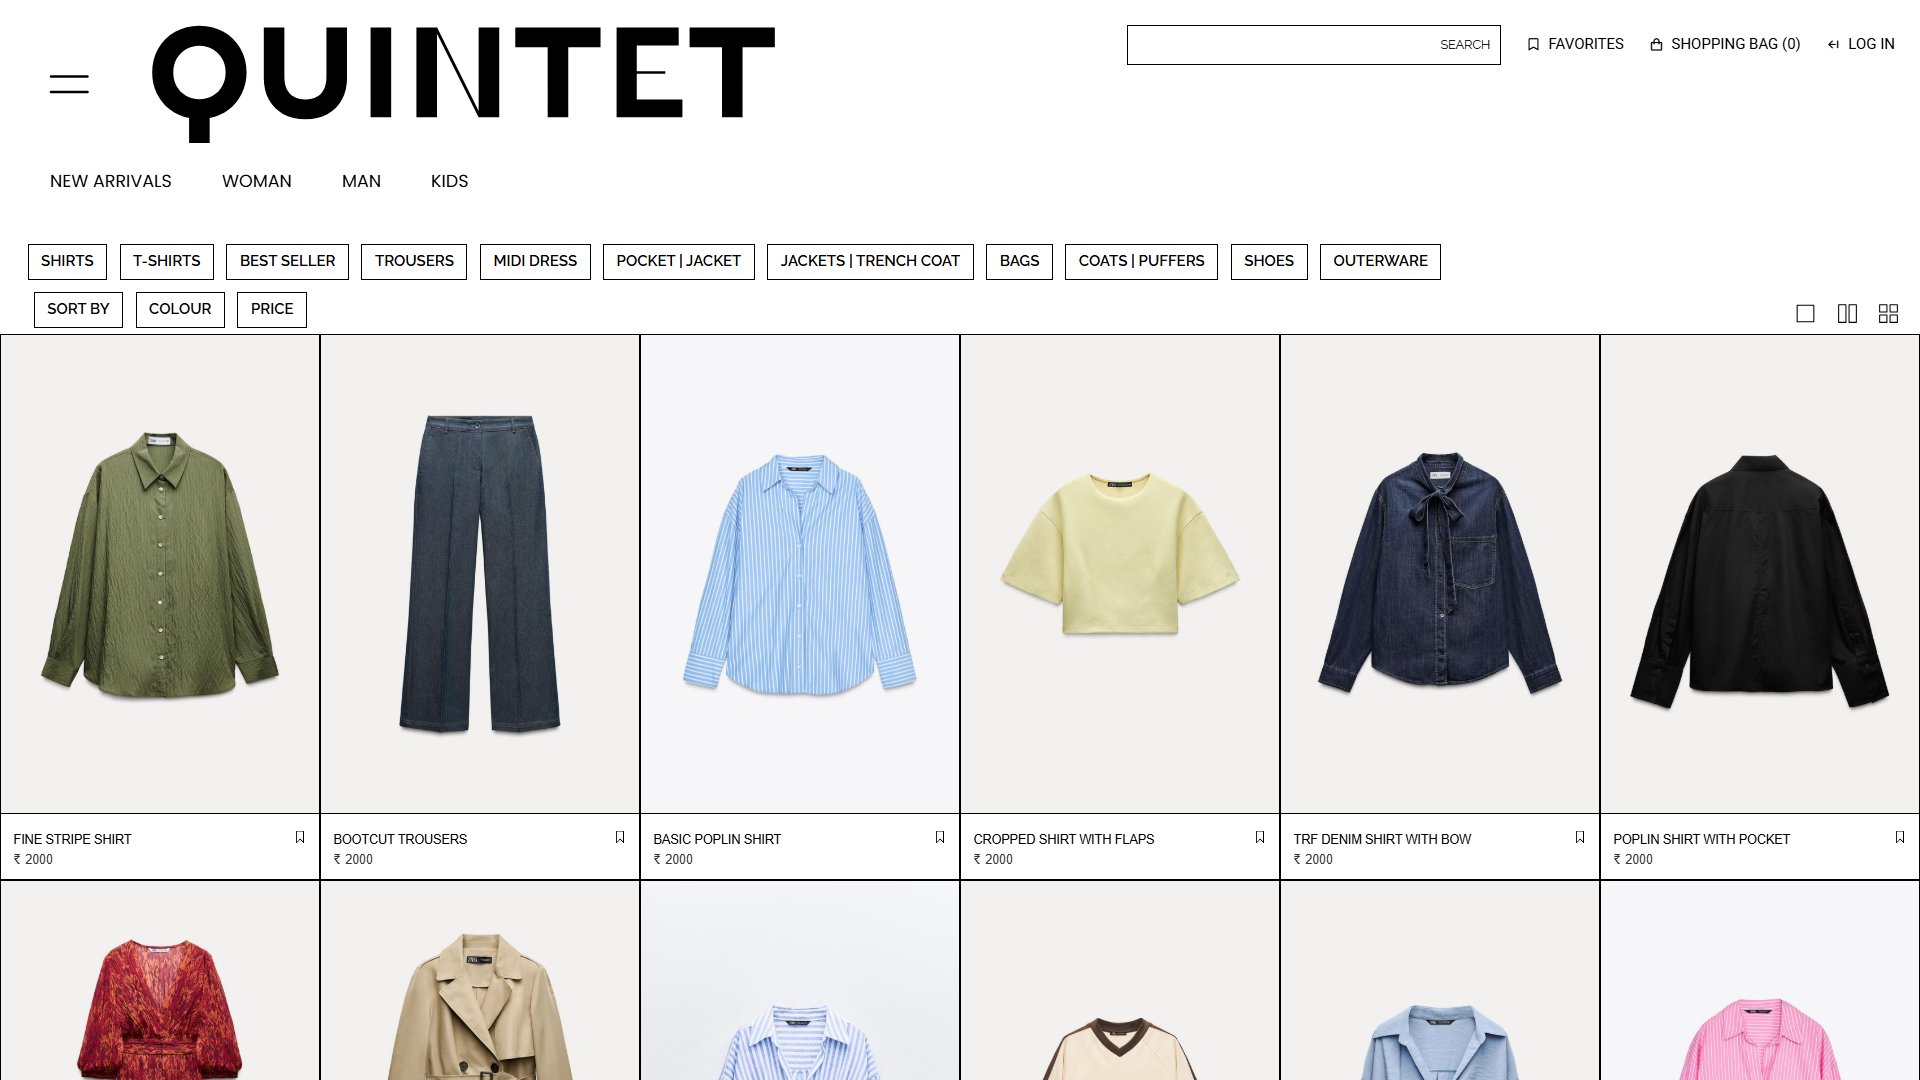 QUINTET
SEARCH
FAVORITES
SHOPPING BAG (0)
LOG IN
NEW ARRIVALS
WOMAN
MAN
KIDS
SHIRTS
T-SHIRTS
BEST SELLER
TROUSERS
MIDI DRESS
POCKET | JACKET
JACKETS | TRENCH COAT
BAGS
COATS | PUFFERS
SHOES
OUTERWARE
SORT BY
COLOUR
PRICE
FINE STRIPE SHIRT
₹ 2000
BOOTCUT TROUSERS
₹ 2000
BASIC POPLIN SHIRT
₹ 2000
CROPPED SHIRT WITH FLAPS
₹ 2000
TRF DENIM SHIRT WITH BOW
₹ 2000
POPLIN SHIRT WITH POCKET
₹ 2000